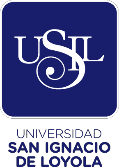 USIL
UNIVERSIDAD
SAN IGNACIO
DE LOYOLA